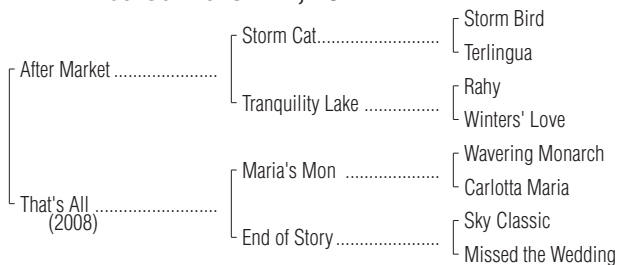 Storm Bird
Storm Cat........................
Terlingua
After Market ....................
Rahy
Tranquility Lake ...............
Winters' Love
Wavering Monarch
Maria's Mon ..................
Carlotta Maria
That's All .......................
(2008)
Sky Classic
End of Story....................
Missed the Wedding